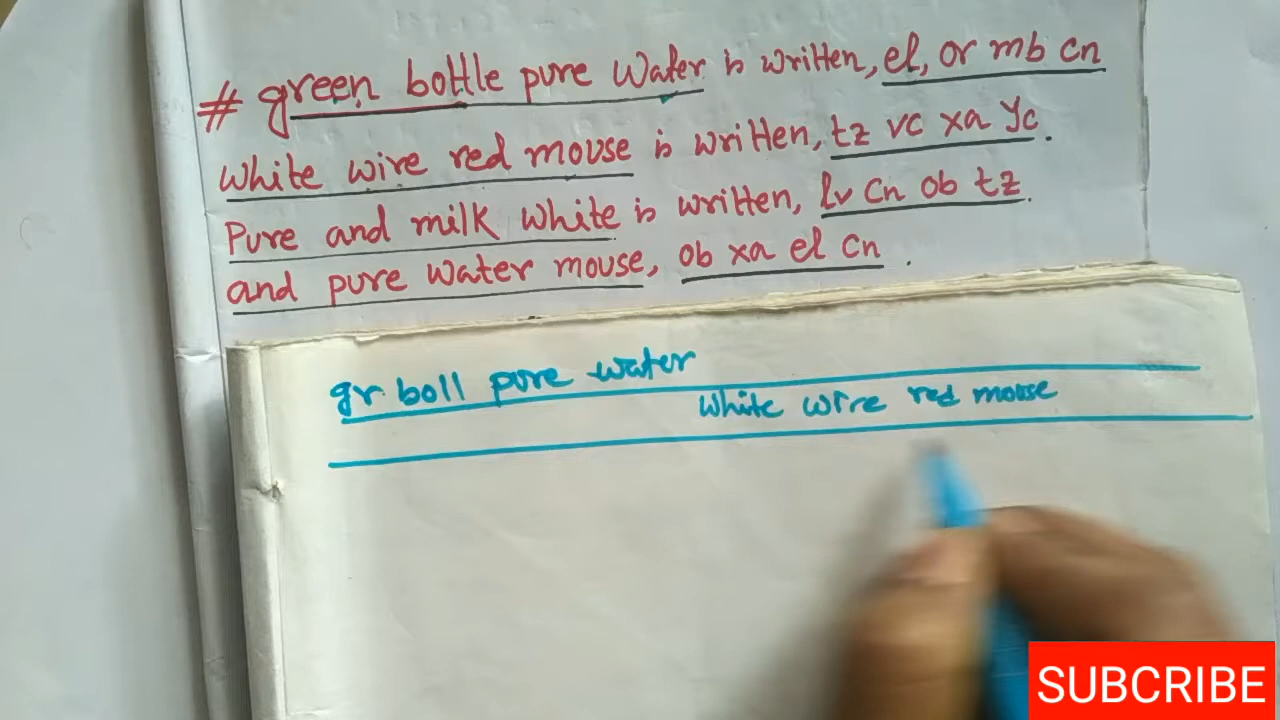 # green bottle pure water is written, el, or mb cn
white wire red mouse is written, tz vc xa yc.
Pure and milk white is written, lv cn ob tz.
and pure water mouse, ob xa el cn.
gr. botl pure water
white wire red mouse
SUBCRIBE